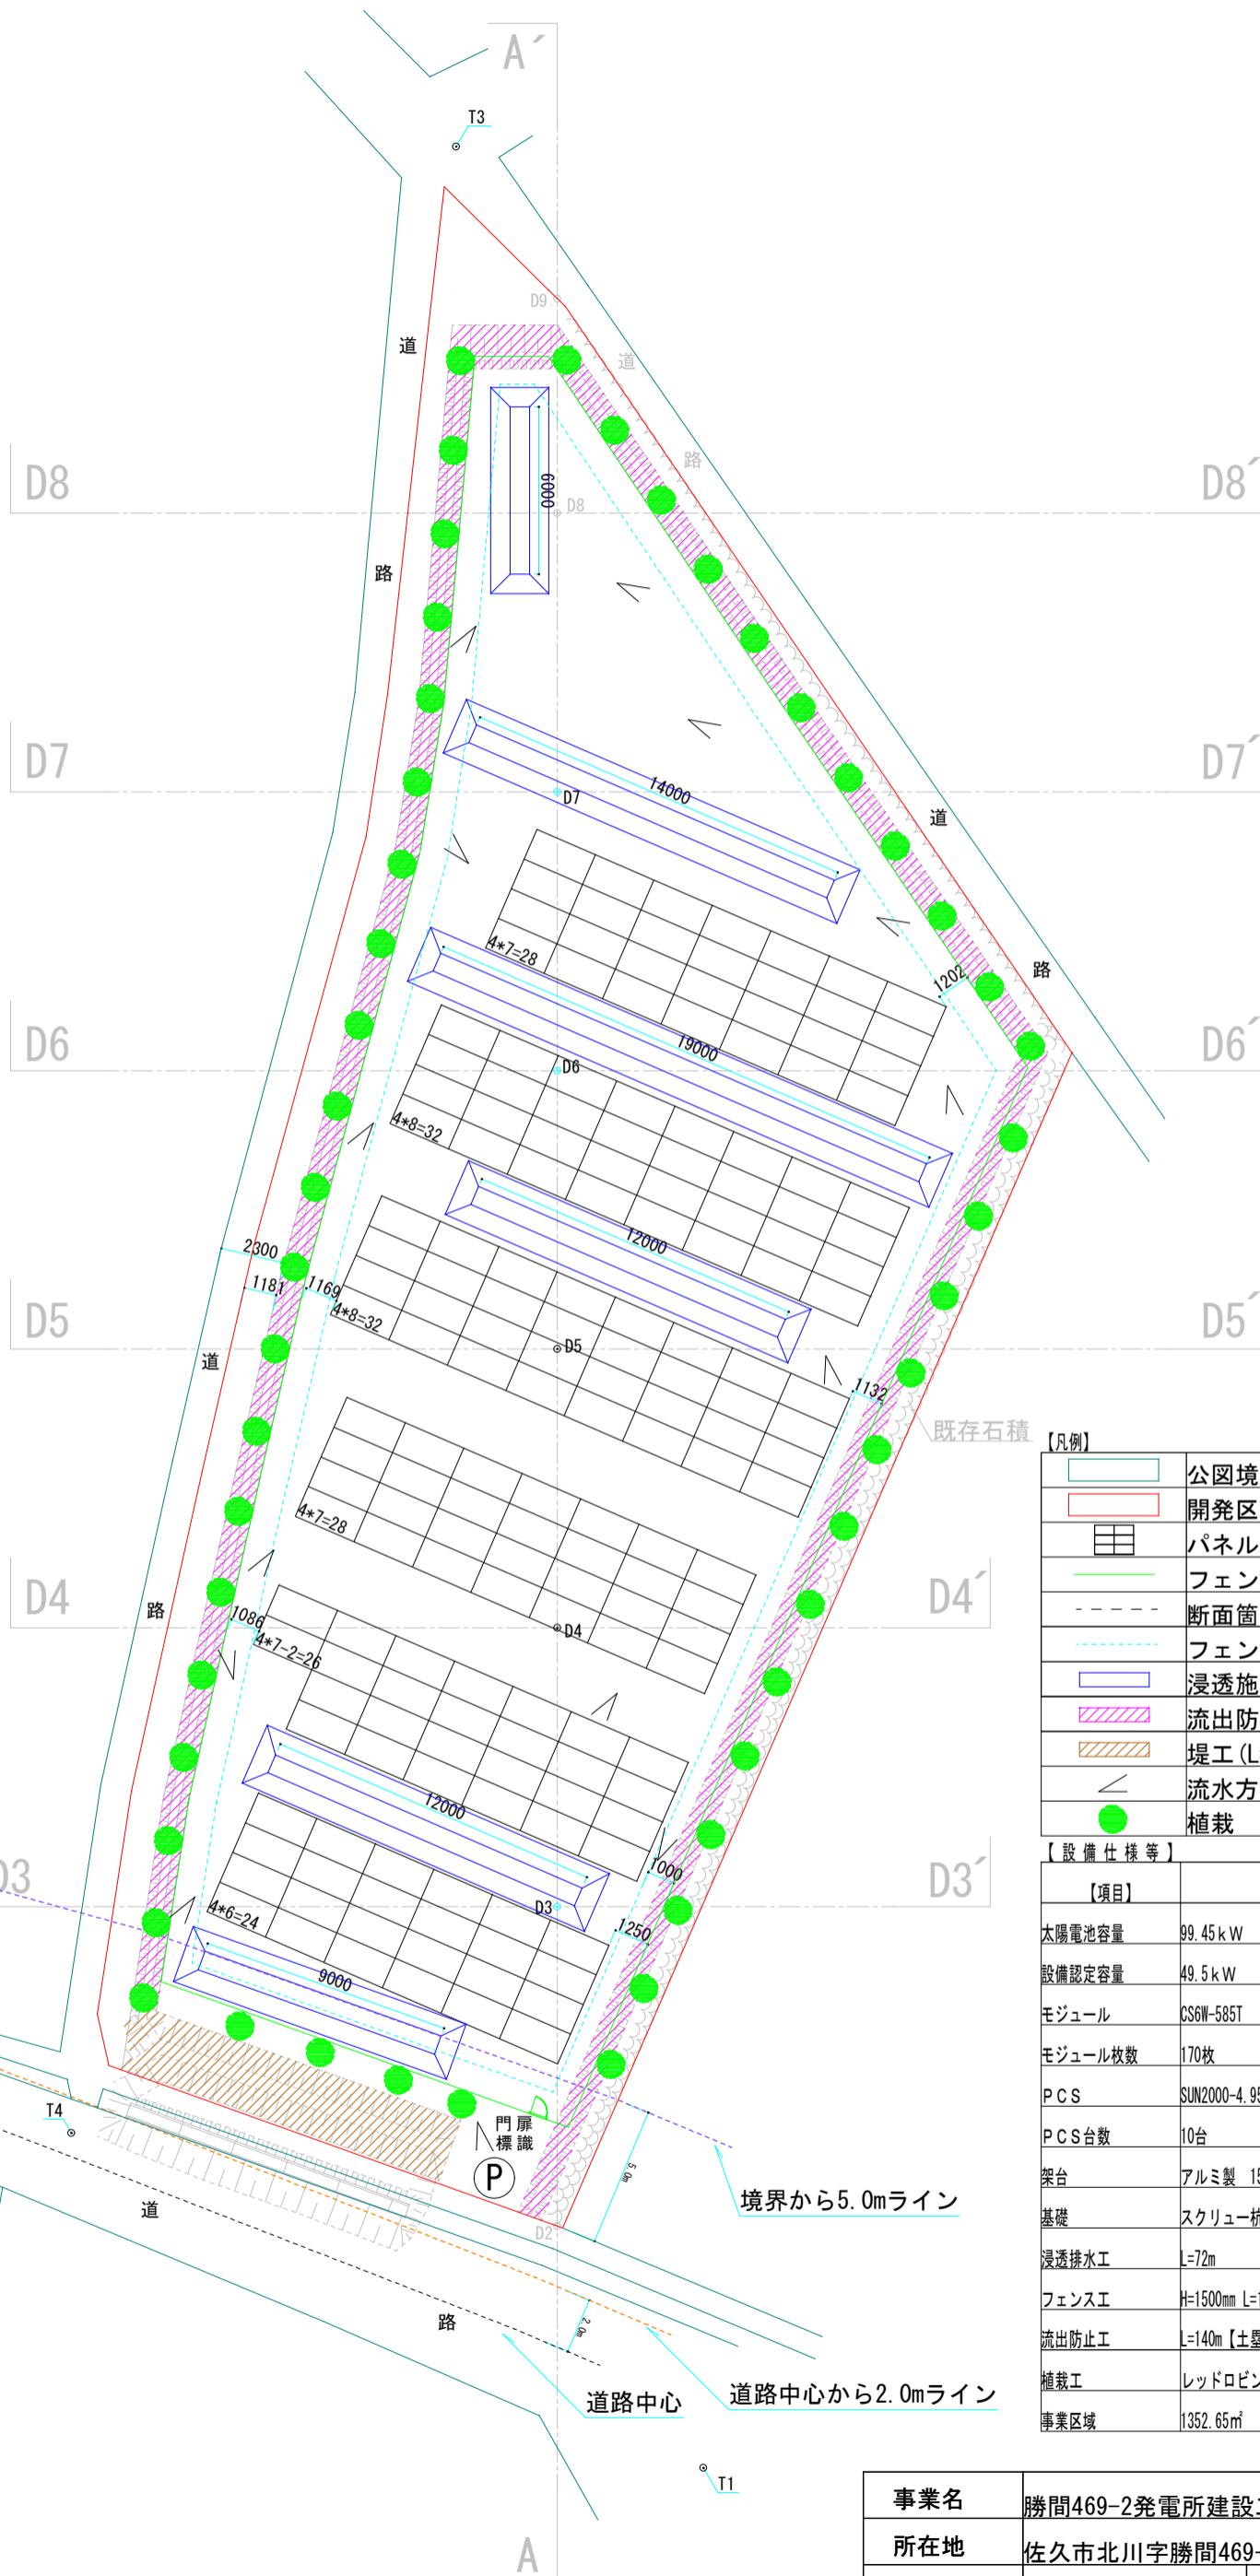 A´
T3
D9
道
道
路
D8
D8´
6000
D8
路
D7
D7´
14000
D7
道
4*7=28
1202
路
D6
D6´
19000
D6
4*8=32
2300
12000
1181
1169
D5
D5´
4*8=32
D5
道
1132
既存石積
4*7=28
D4
D4´
路
1086
D4
4*7-2=26
12000
1000
D3
D3´
4*6=24
D3
1250
9000
T4
門扉
標識
P
5.0m
境界から5.0mライン
道
D2
路
2.0m
道路中心
道路中心から2.0mライン
T1
A
【凡例】
公図境
開発区
パネル
フェン
断面箇
フェン
浸透施
流出防
堤工(L
流水方
植栽
【設備仕様等】
【項目】
太陽電池容量 99.45kW
設備認定容量 49.5kW
モジュール CS6W-585T
モジュール枚数 170枚
PCS SUN2000-4.95
PCS台数 10台
架台 アルミ製 15
基礎 スクリュー杭
浸透排水工 L=72m
フェンス工 H=1500mm L=1
流出防止工 L=140m【土塁
植栽工 レッドロビン
事業区域 1352.65㎡
事業名 勝間469-2発電所建設
所在地 佐久市北川字勝間469-